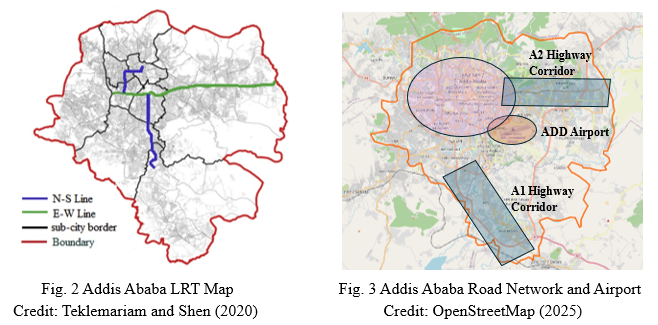 A2 Highway
Corridor
ADD Airport
A1 Highway
Corridor
N-S Line
E-W Line
sub-city border
Boundary
Fig. 2 Addis Ababa LRT Map
Credit: Teklemariam and Shen (2020)
Fig. 3 Addis Ababa Road Network and Airport
Credit: OpenStreetMap (2025)